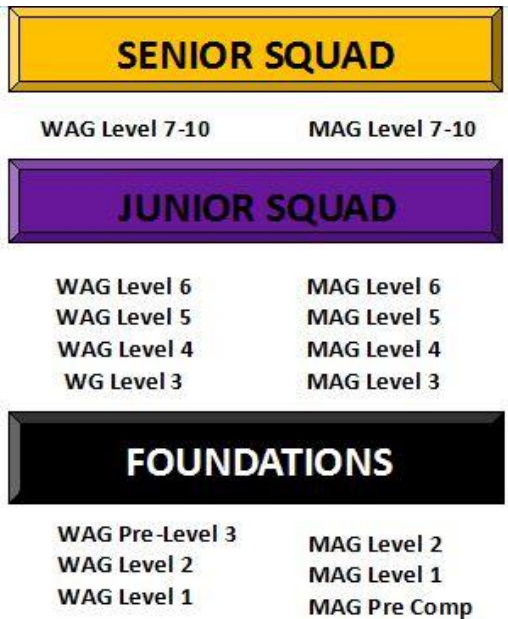 SENIOR SQUAD
WAG Level 7-10 MAG Level 7-10
JUNIOR SQUAD
WAG Level 6 MAG Level 6
WAG Level 5 MAG Level 5
WAG Level 4 MAG Level 4
WG Level 3 MAG Level 3
FOUNDATIONS
WAG Pre-Level 3
WAG Level 2
WAG Level 1
MAG Level 2
MAG Level 1
MAG Pre Comp